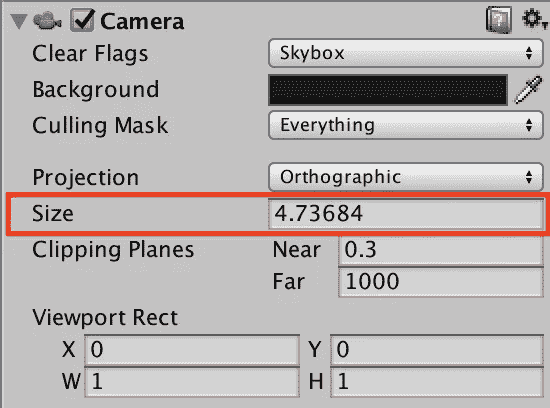 Camera
Clear Flags Skybox
Background
Culling Mask Everything
Projection Orthographic
Size 4.73684
Clipping Planes Near 0.3
Far 1000
Viewport Rect
X 0 Y 0
W 1 H 1